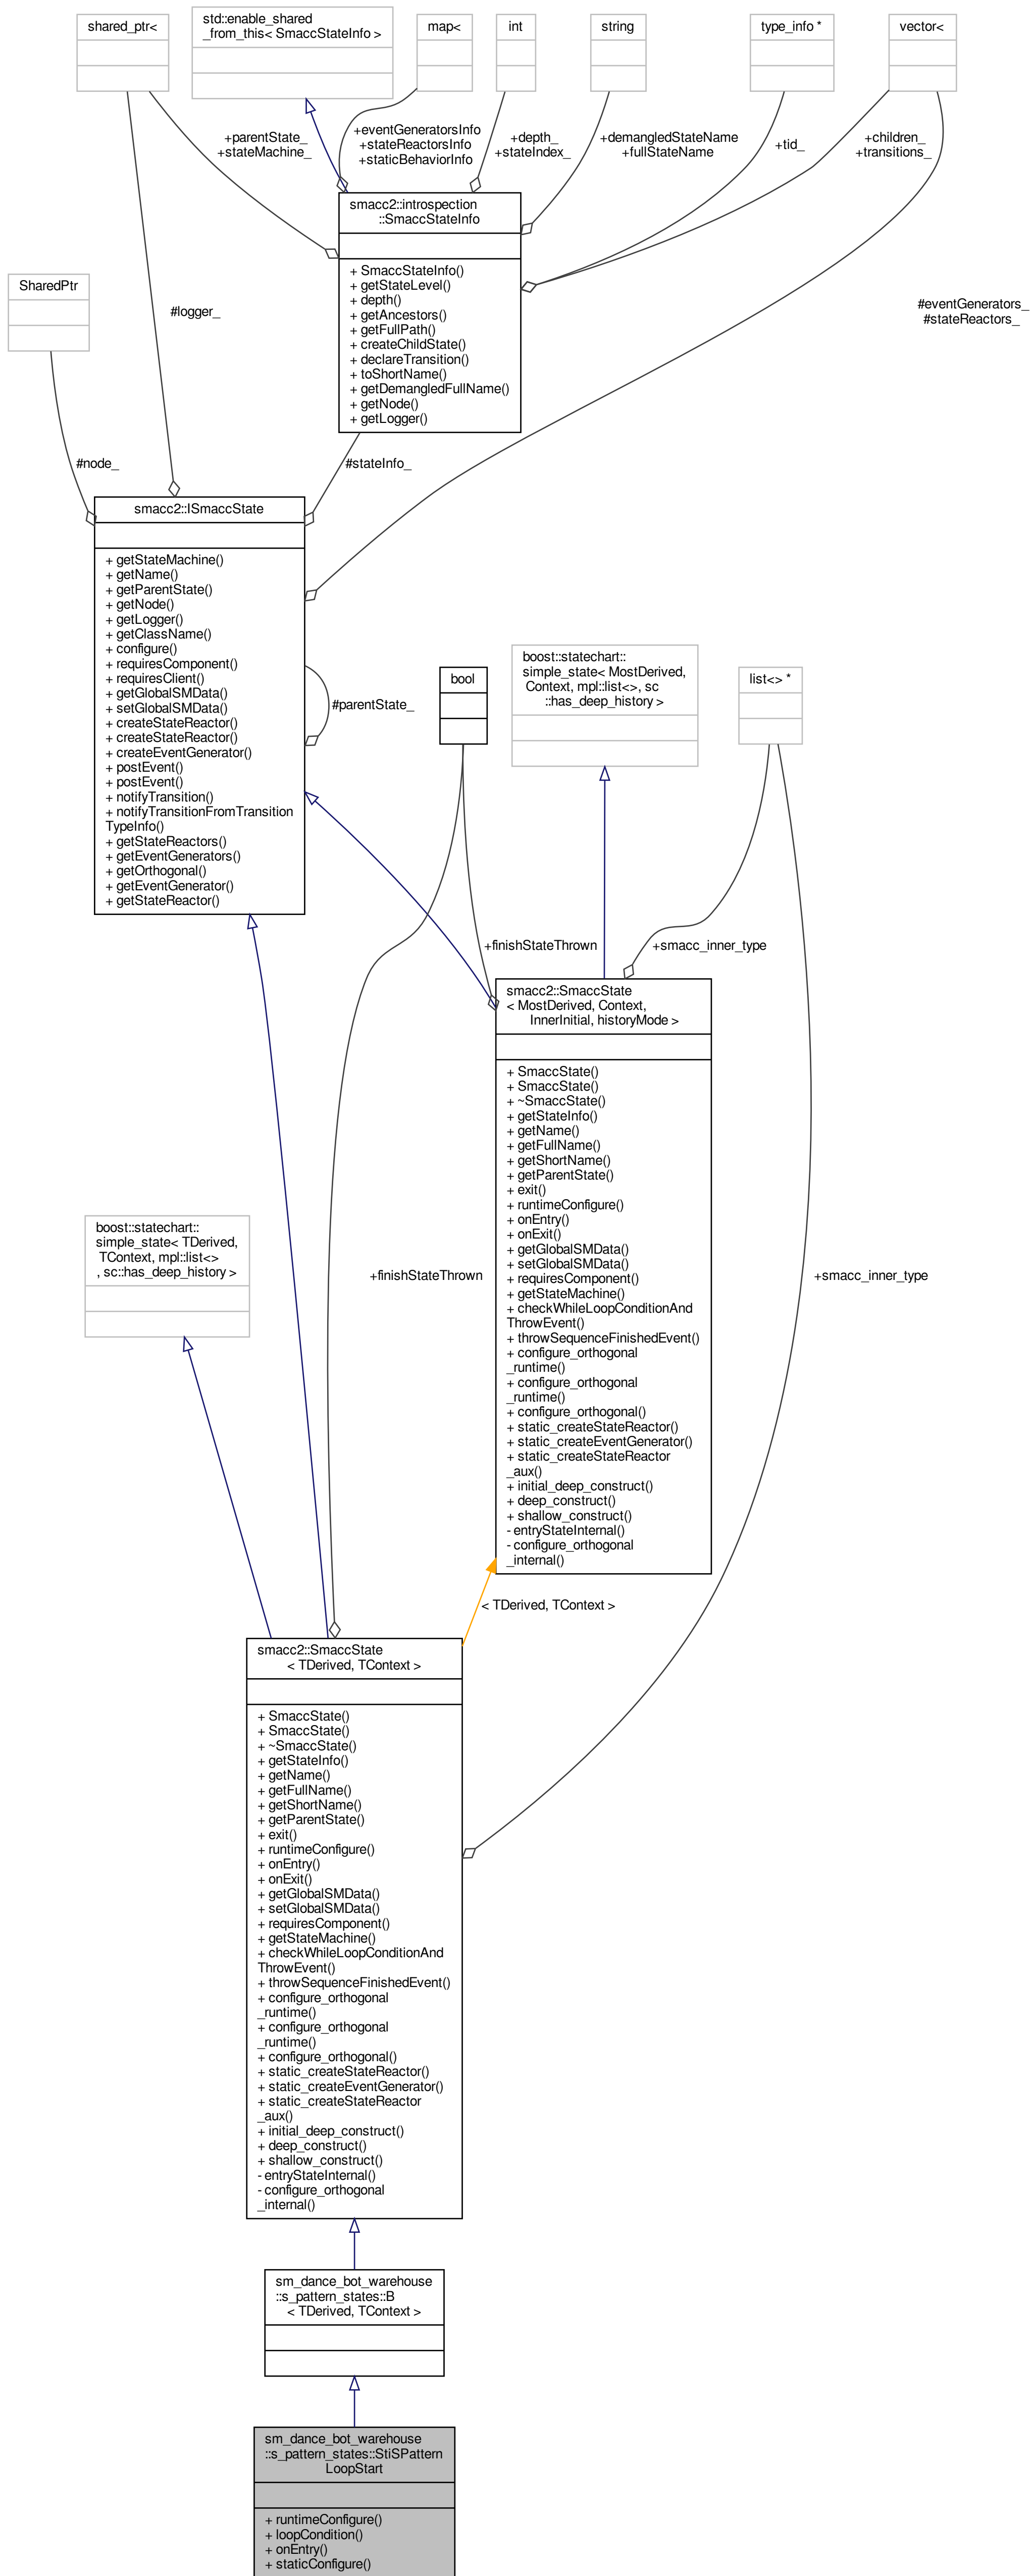 shared_ptr<
std::enable_shared
_from_this< SmaccStateInfo >
map<
int
string
type_info *
vector<
+parentState_
+stateMachine_
+eventGeneratorsInfo
+stateReactorsInfo
+staticBehaviorInfo
+depth_
+stateIndex_
+demangledStateName
+fullStateName
+tid_
+children_
+transitions_
smacc2::introspection
::SmaccStateInfo
+ SmaccStateInfo()
+ getStateLevel()
+ depth()
+ getAncestors()
+ getFullPath()
+ createChildState()
+ declareTransition()
+ toShortName()
+ getDemangledFullName()
+ getNode()
+ getLogger()
SharedPtr
#logger_
#eventGenerators_
#stateReactors_
#node_
#stateInfo_
smacc2::ISmaccState
+ getStateMachine()
+ getName()
+ getParentState()
+ getNode()
+ getLogger()
+ getClassName()
+ configure()
+ requiresComponent()
+ requiresClient()
+ getGlobalSMData()
+ setGlobalSMData()
+ createStateReactor()
+ createStateReactor()
+ createEventGenerator()
+ postEvent()
+ postEvent()
+ notifyTransition()
+ notifyTransitionFromTransition
TypeInfo()
+ getStateReactors()
+ getEventGenerators()
+ getOrthogonal()
+ getEventGenerator()
+ getStateReactor()
#parentState_
bool
boost::statechart::
simple_state< MostDerived,
Context, mpl::list<>, sc
::has_deep_history >
list<> *
+finishStateThrown
+smacc_inner_type
smacc2::SmaccState
< MostDerived, Context,
InnerInitial, historyMode >
+ SmaccState()
+ SmaccState()
+ ~SmaccState()
+ getStateInfo()
+ getName()
+ getFullName()
+ getShortName()
+ getParentState()
+ exit()
+ runtimeConfigure()
+ onEntry()
+ onExit()
+ getGlobalSMData()
+ setGlobalSMData()
+ requiresComponent()
+ getStateMachine()
+ checkWhileLoopConditionAnd
ThrowEvent()
+ throwSequenceFinishedEvent()
+ configure_orthogonal
_runtime()
+ configure_orthogonal
_runtime()
+ configure_orthogonal()
+ static_createStateReactor()
+ static_createEventGenerator()
+ static_createStateReactor
_aux()
+ initial_deep_construct()
+ deep_construct()
+ shallow_construct()
- entryStateInternal()
- configure_orthogonal
_internal()
boost::statechart::
simple_state< TDerived,
TContext, mpl::list<>
, sc::has_deep_history >
+finishStateThrown
+smacc_inner_type
< TDerived, TContext >
smacc2::SmaccState
< TDerived, TContext >
+ SmaccState()
+ SmaccState()
+ ~SmaccState()
+ getStateInfo()
+ getName()
+ getFullName()
+ getShortName()
+ getParentState()
+ exit()
+ runtimeConfigure()
+ onEntry()
+ onExit()
+ getGlobalSMData()
+ setGlobalSMData()
+ requiresComponent()
+ getStateMachine()
+ checkWhileLoopConditionAnd
ThrowEvent()
+ throwSequenceFinishedEvent()
+ configure_orthogonal
_runtime()
+ configure_orthogonal
_runtime()
+ configure_orthogonal()
+ static_createStateReactor()
+ static_createEventGenerator()
+ static_createStateReactor
_aux()
+ initial_deep_construct()
+ deep_construct()
+ shallow_construct()
- entryStateInternal()
- configure_orthogonal
_internal()
sm_dance_bot_warehouse
::s_pattern_states::B
< TDerived, TContext >
sm_dance_bot_warehouse
::s_pattern_states::StiSPattern
LoopStart
+ runtimeConfigure()
+ loopCondition()
+ onEntry()
+ staticConfigure()